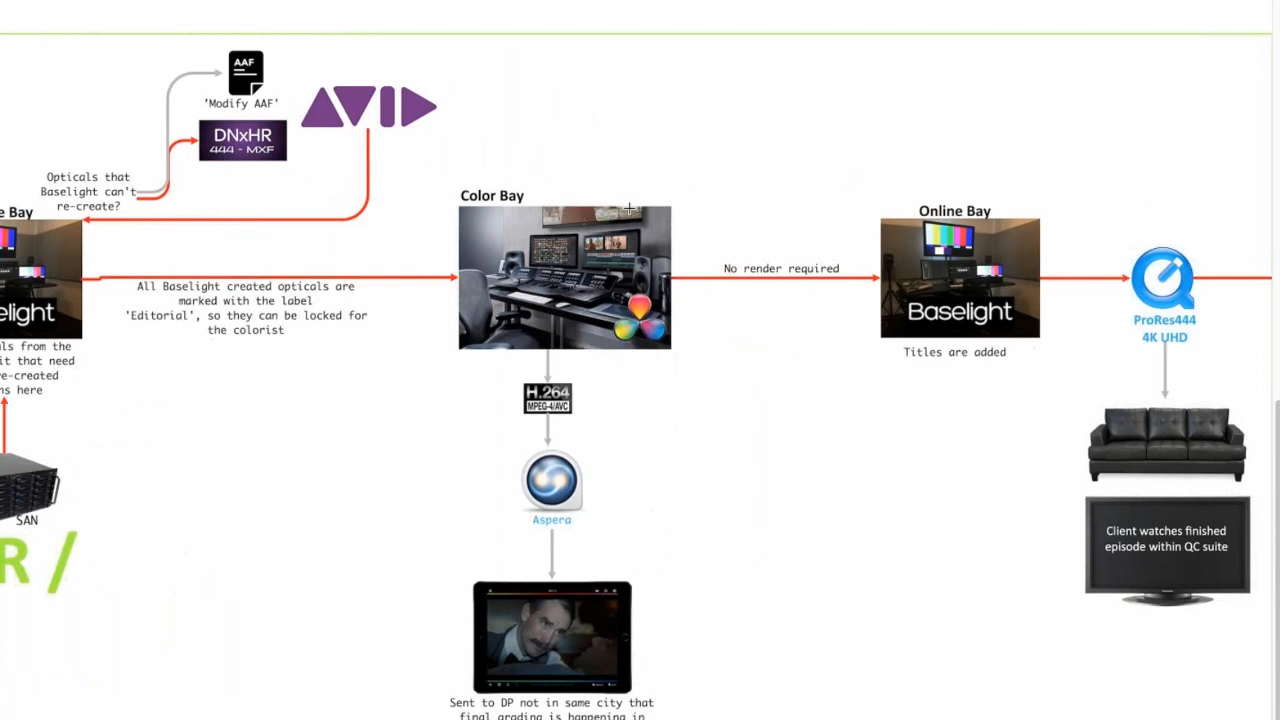 AAF
'Modify AAF'
AVID
DNxHR
444 - MXF
Opticals that
Baselight can't
re-create?
e Bay
elight
All Baselight created opticals are
marked with the label
'Editorial', so they can be locked for
the colorist
ls from the
it that need
e-created
ns here
SAN
R /
Color Bay
H.264
MPEG-4/AVC
Aspera
Sent to DP not in same city that
final grading is happening in
No render required
Online Bay
Baselight
Titles are added
ProRes444
4K UHD
Client watches finished
episode within QC suite